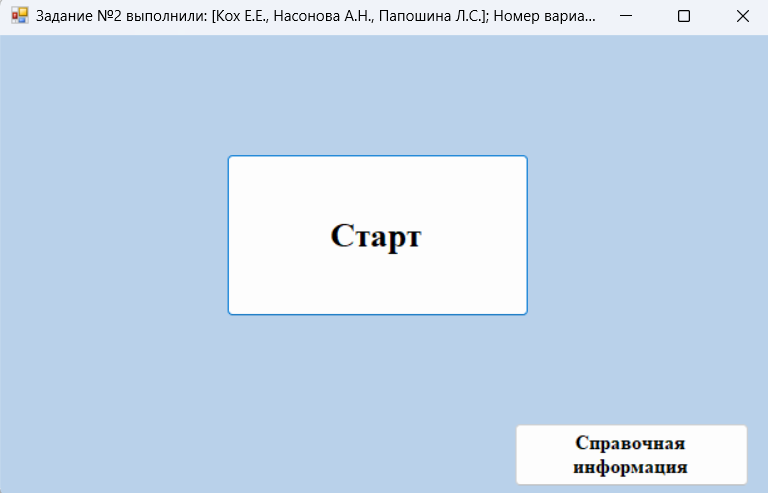 Задание №2 выполнили: [Кох Е.Е., Насонова А.Н., Папошина Л.С.]; Номер вариа...
Старт
Справочная
информация